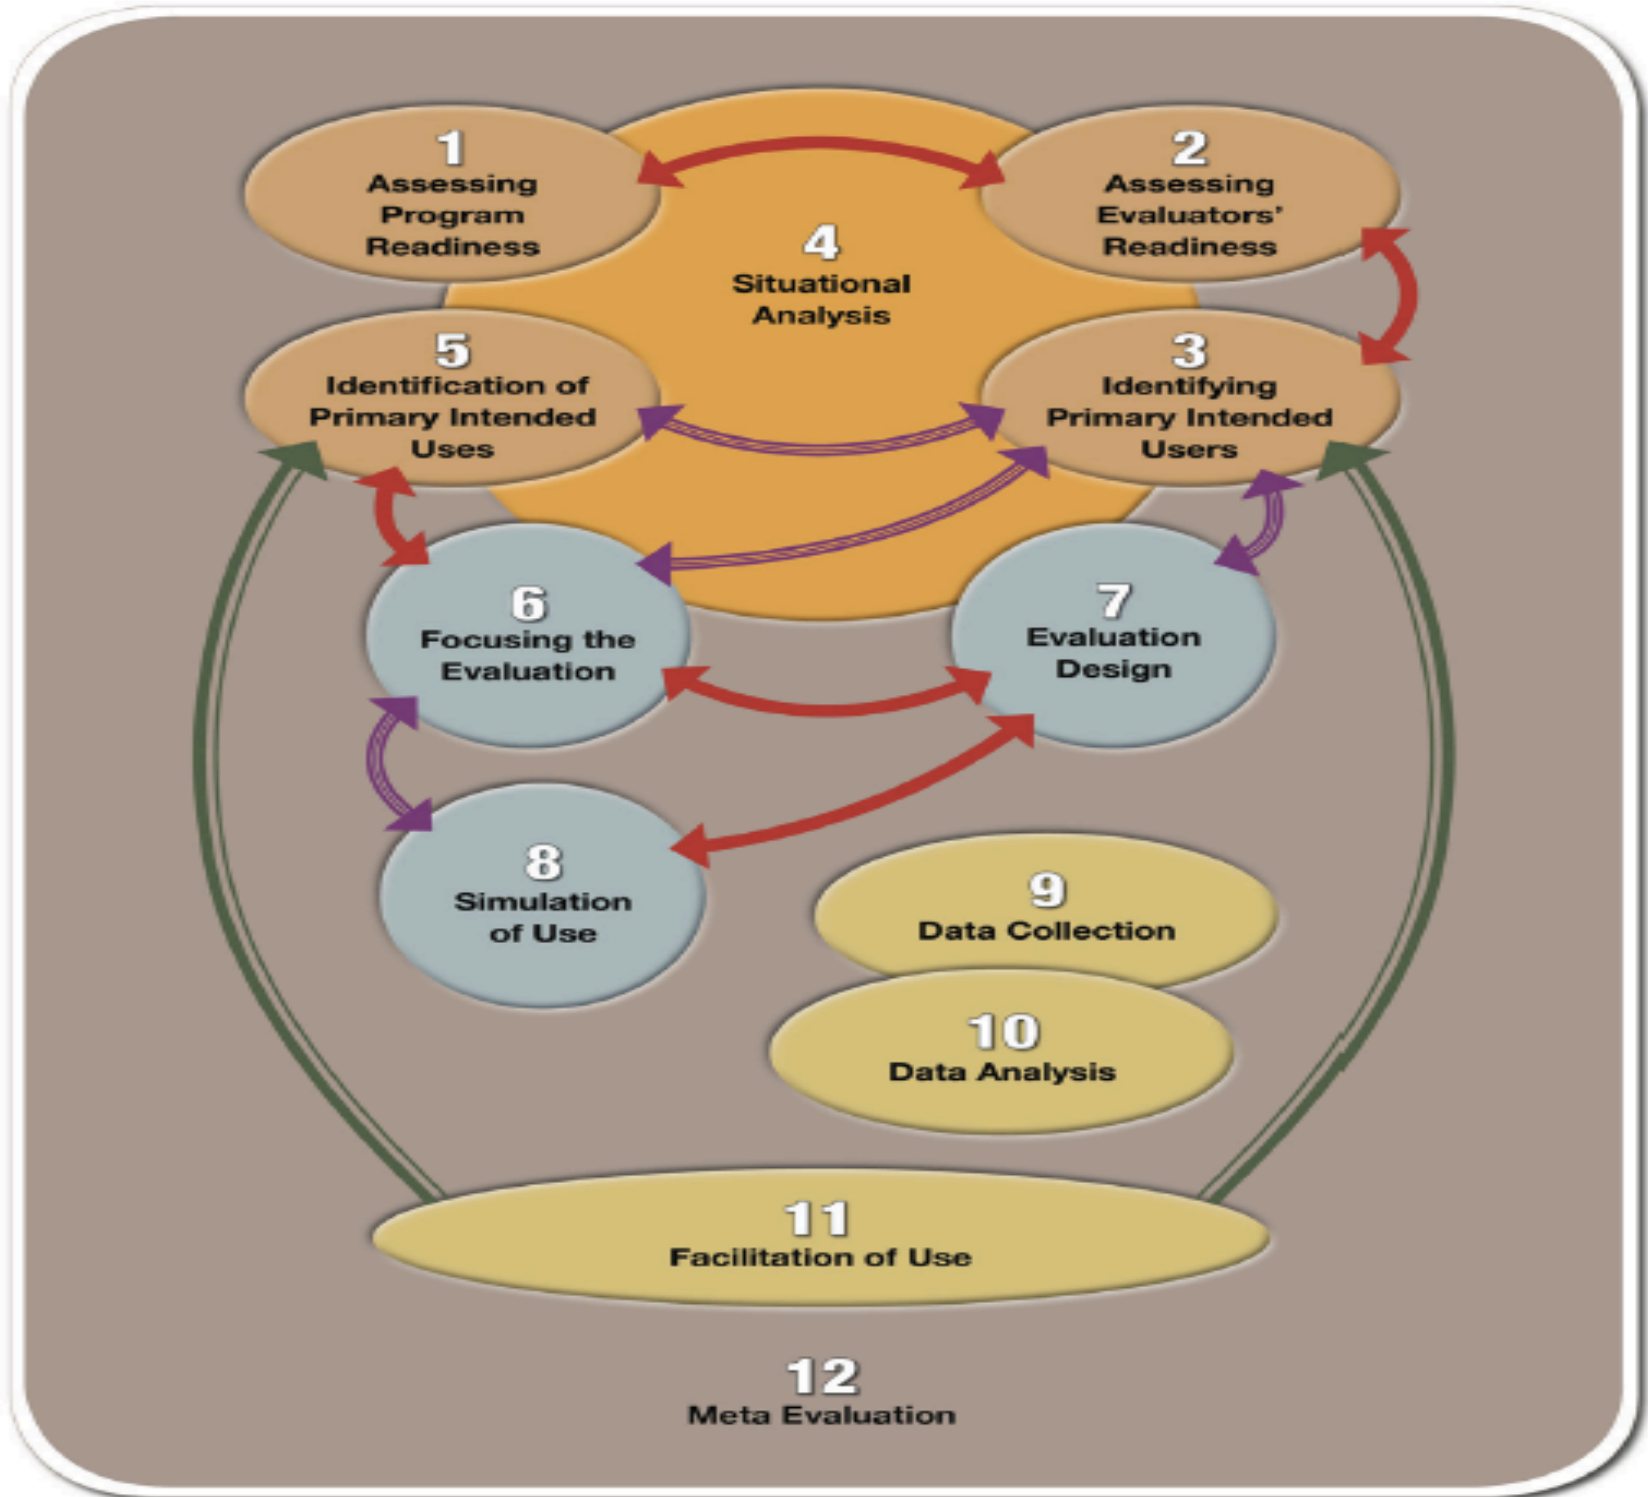 1
Assessing
Program
Readiness
2
Assessing
Evaluators’
Readiness
4
Situational
Analysis
5
Identification of
Primary Intended
Uses
3
Identifying
Primary Intended
Users
6
Focusing the
Evaluation
7
Evaluation
Design
8
Simulation
of Use
9
Data Collection
10
Data Analysis
11
Facilitation of Use
12
Meta Evaluation